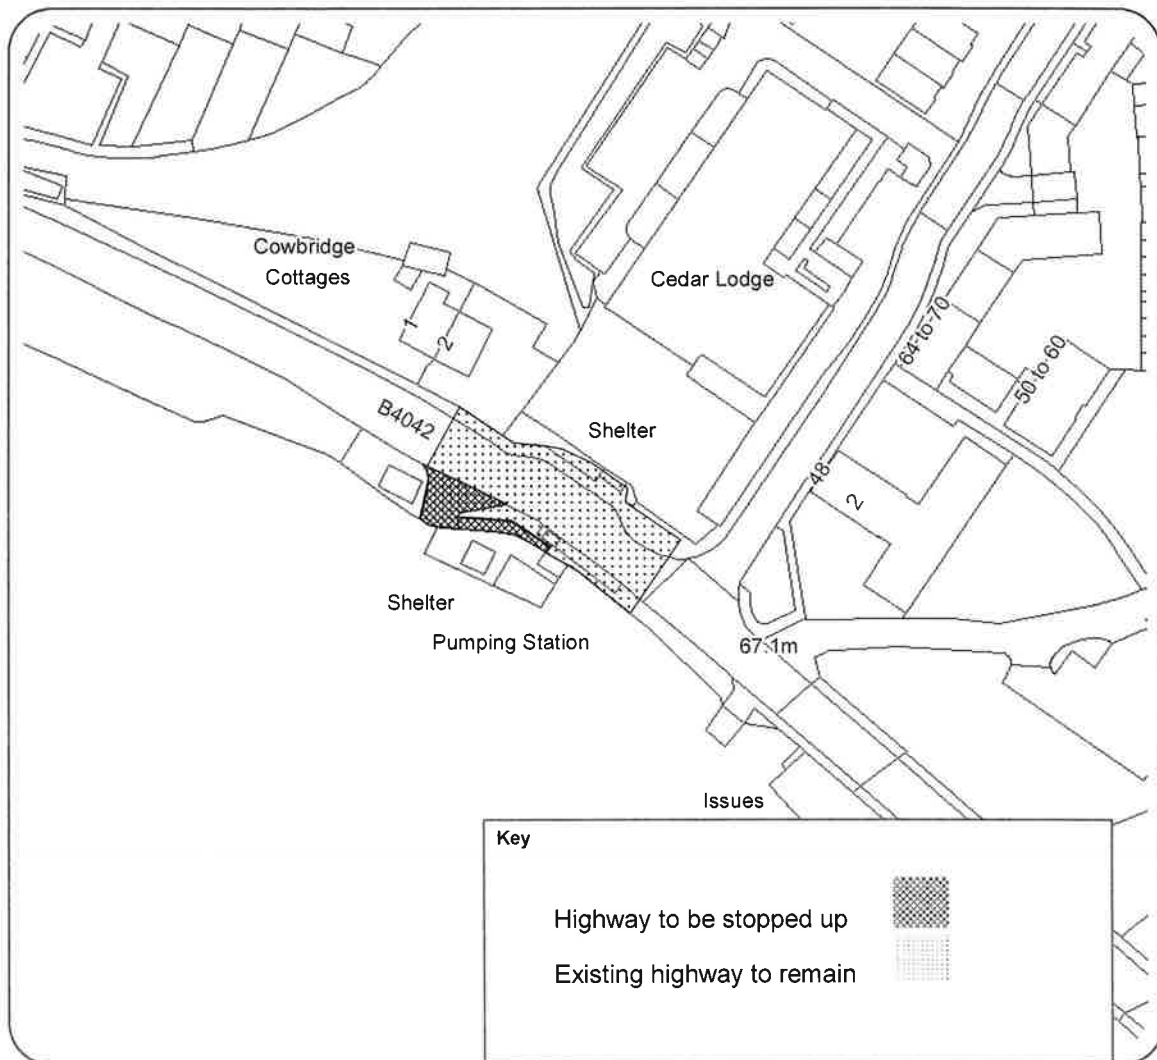 Cowbridge
Cottages
Cedar Lodge
1
2
64 to 70
50 to 60
B4042
Shelter
48
2
Shelter
Pumping Station
67.1m
Issues
Key
Highway to be stopped up
Existing highway to remain